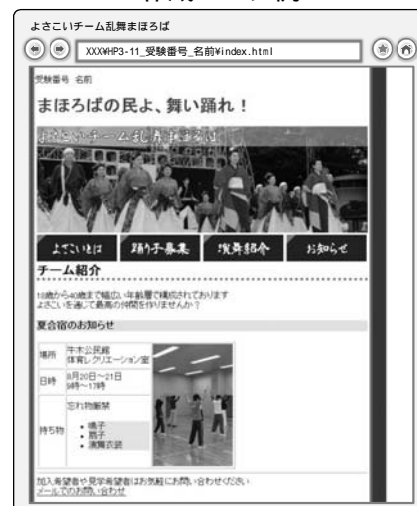 よさこいチーム乱舞まほろば
XXX¥HP3-11_受験番号_名前¥index.html
受験番号 名前
まほろばの民よ、舞い踊れ！
よさこいチーム乱舞まほろば
よさこいとは 踊り子募集 演舞紹介 お知らせ
チーム紹介
18歳から40歳まで幅広い年齢層で構成されております
よさこいを通じて最高の仲間を作りませんか？
夏合宿のお知らせ
場所 牛木公民館
体育レクリエーション室
日時 8月20日～21日
9時～17時
忘れ物厳禁
持ち物
• 鳴子
• 扇子
• 演舞衣装
加入希望者や見学希望者はお気軽にお問い合わせください
メールでのお問い合わせ